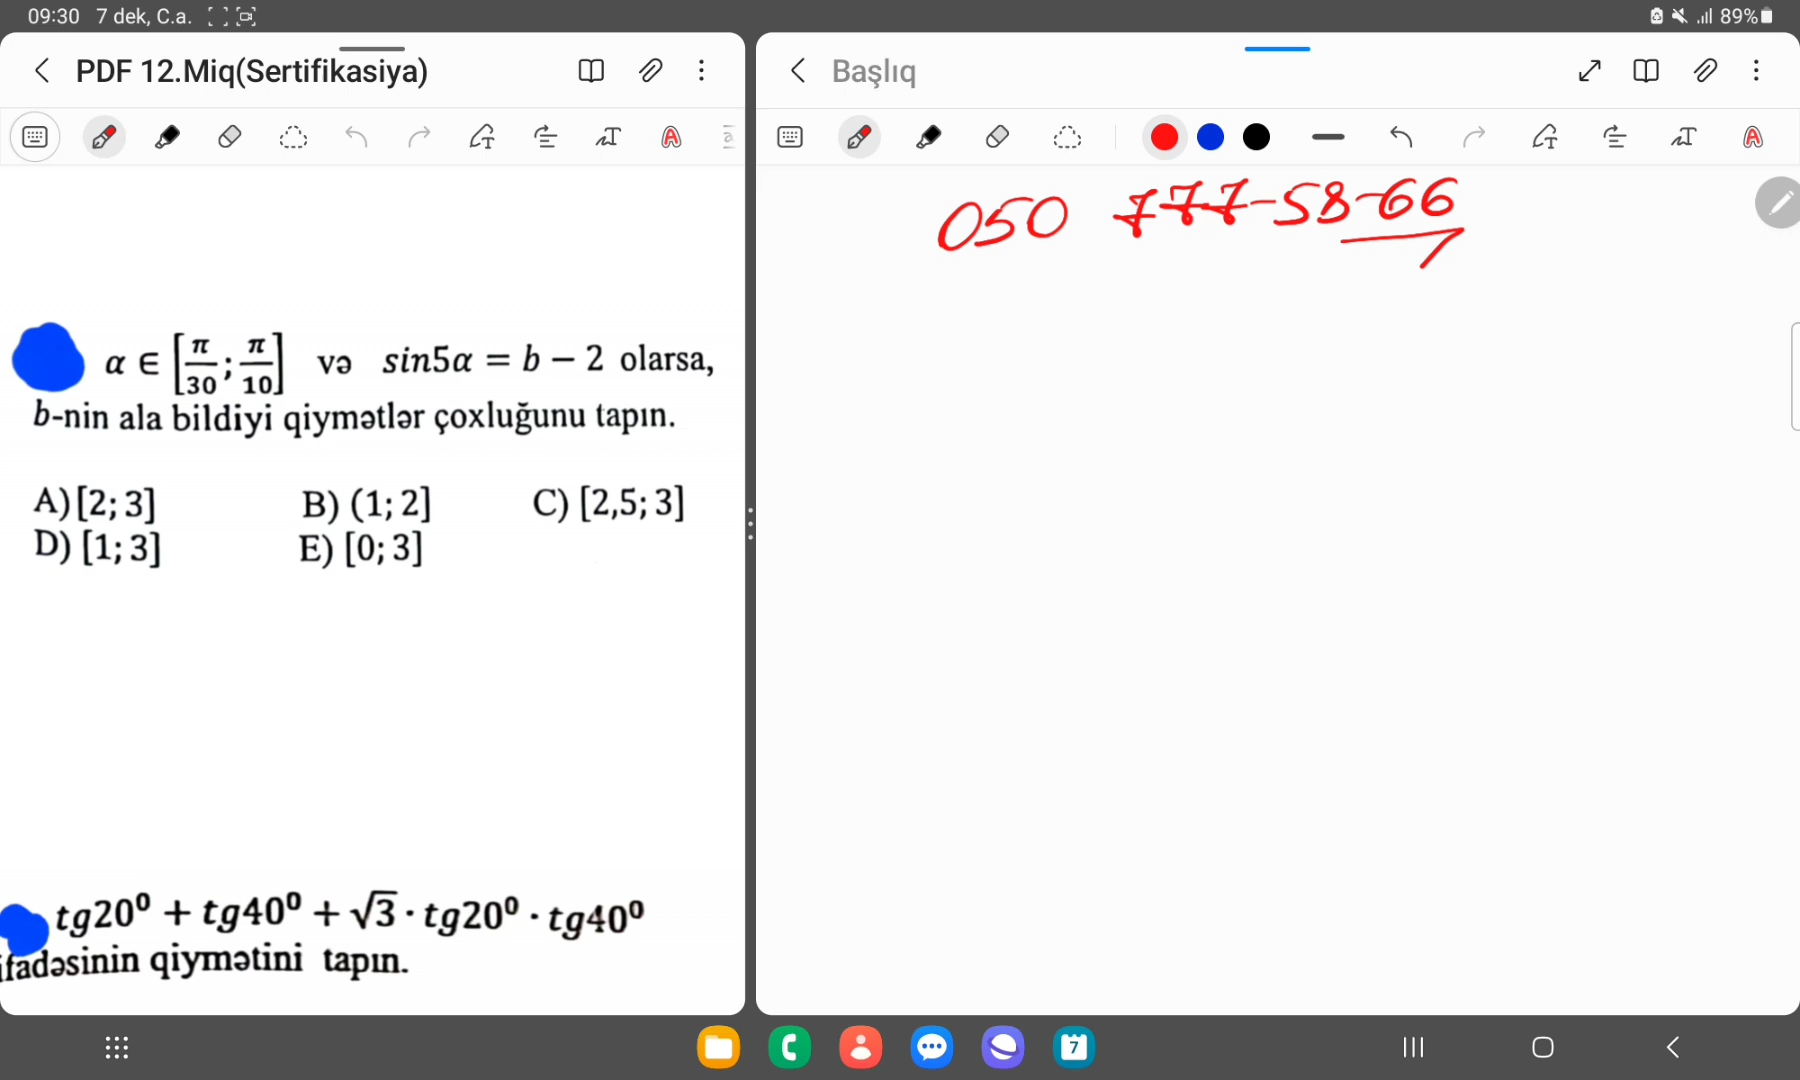 09:30 7 dek, C.a. 89%
PDF 12.Miq(Sertifikasiya)
Başlıq
050 777-58-66
α ∈ [π/30; π/10] və sin5α = b − 2 olarsa,
b-nin ala bildiyi qiymətlər çoxluğunu tapın.
A) [2; 3] B) (1; 2] C) [2,5; 3]
D) [1; 3] E) [0; 3]
tg20⁰ + tg40⁰ + √3 · tg20⁰ · tg40⁰
ifadəsinin qiymətini tapın.
7